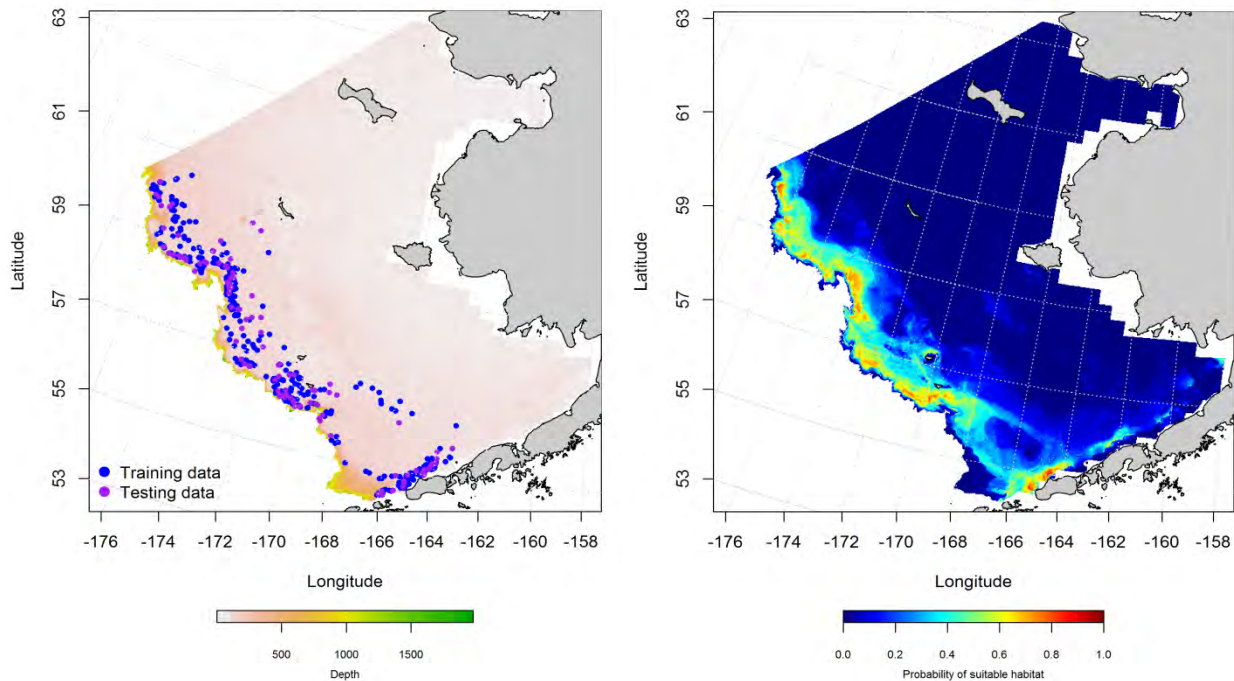 63
61
59
57
55
53
Latitude
Training data
Testing data
-176 -174 -172 -170 -168 -166 -164 -162 -160 -158
Longitude
500 1000 1500
Depth
63
61
59
57
55
53
Latitude
-176 -174 -172 -170 -168 -166 -164 -162 -160 -158
Longitude
0.0 0.2 0.4 0.6 0.8 1.0
Probability of suitable habitat